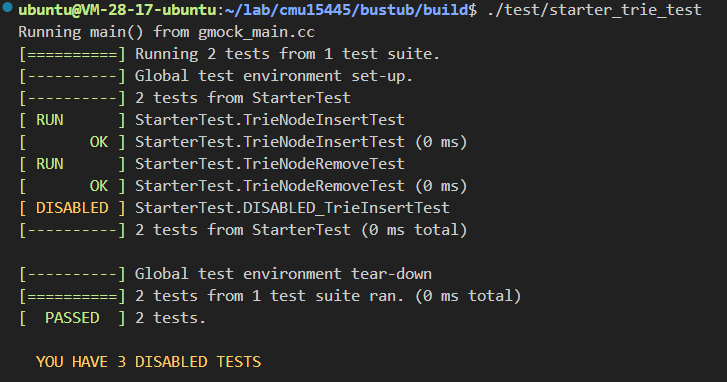 ubuntu@VM-28-17-ubuntu:~/lab/cmu15445/bustub/build$ ./test/starter_trie_test
Running main() from gmock_main.cc
[==========] Running 2 tests from 1 test suite.
[----------] Global test environment set-up.
[----------] 2 tests from StarterTest
[ RUN      ] StarterTest.TrieNodeInsertTest
[       OK ] StarterTest.TrieNodeInsertTest (0 ms)
[ RUN      ] StarterTest.TrieNodeRemoveTest
[       OK ] StarterTest.TrieNodeRemoveTest (0 ms)
[ DISABLED ] StarterTest.DISABLED_TrieInsertTest
[----------] 2 tests from StarterTest (0 ms total)
[----------] Global test environment tear-down
[==========] 2 tests from 1 test suite ran. (0 ms total)
[  PASSED  ] 2 tests.
YOU HAVE 3 DISABLED TESTS